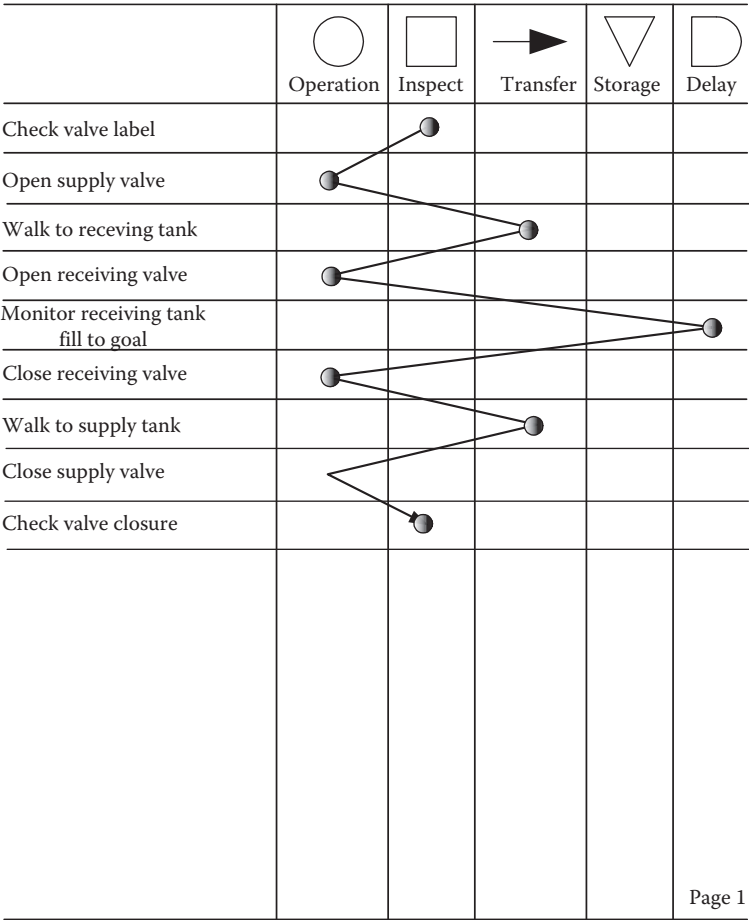 Operation Inspect Transfer Storage Delay
Check valve label
Open supply valve
Walk to receving tank
Open receiving valve
Monitor receiving tank
fill to goal
Close receiving valve
Walk to supply tank
Close supply valve
Check valve closure
Page 1